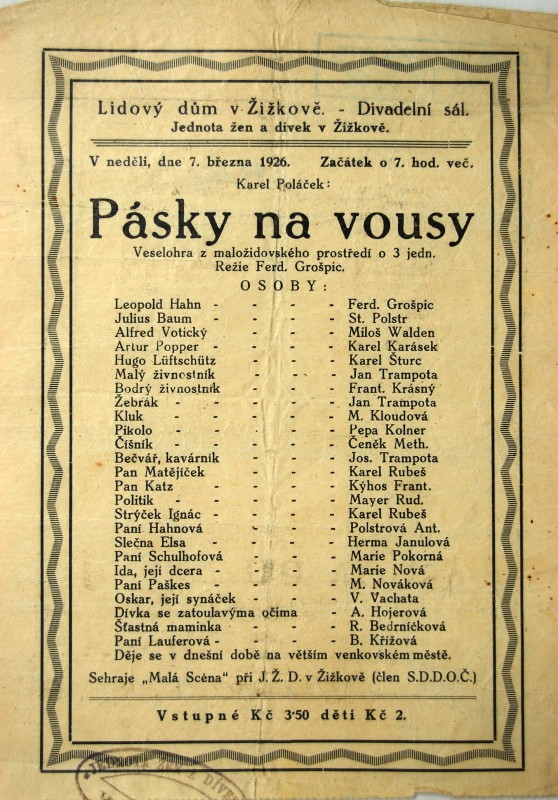 Lidový dům v Žižkově. - Divadelní sál.
Jednota žen a dívek v Žižkově.
V neděli, dne 7. března 1926. Začátek o 7. hod. več.
Karel Poláček:
Pásky na vousy
Veselohra z maložidovského prostředí o 3 jedn.
Režie Ferd. Grošpic.
OSOBY:
Leopold Hahn - - - - Ferd. Grošpic
Julius Baum - - - - - St. Polstr
Alfred Votický - - - Miloš Walden
Artur Popper - - - - Karel Karásek
Hugo Lüftschütz - - - Karel Šturc
Malý živnostník - - - Jan Trampota
Bodrý živnostník - - - Frant. Krásný
Žebrák - - - - - Jan Trampota
Kluk - - - - - M. Kloudová
Pikolo - - - - - Pepa Kolner
Číšník - - - - - Čeněk Meth.
Bečvář, kavárník - - - Jos. Trampota
Pan Matějíček - - - Karel Rubeš
Pan Katz - - - - - Kýhos Frant.
Politik - - - - - Mayer Rud.
Strýček Ignác - - - - Karel Rubeš
Paní Hahnová - - - Polstrová Ant.
Slečna Elsa - - - - Herma Janulová
Paní Schulhofová - - - Marie Pokorná
Ida, její dcera - - - - Marie Nová
Paní Paškes - - - - M. Nováková
Oskar, její synáček - - - V. Vachata
Dívka se zatoulavýma očima - A. Hojerová
Šťastná maminka - - - R. Bedrníčková
Paní Lauferová - - - - B. Křížová
Děje se v dnešní době na větším venkovském městě.
Sehraje „Malá Scéna" při J. Ž. D. v Žižkově (člen S.D.D.O.Č.)
Vstupné Kč 3·50 děti Kč 2.